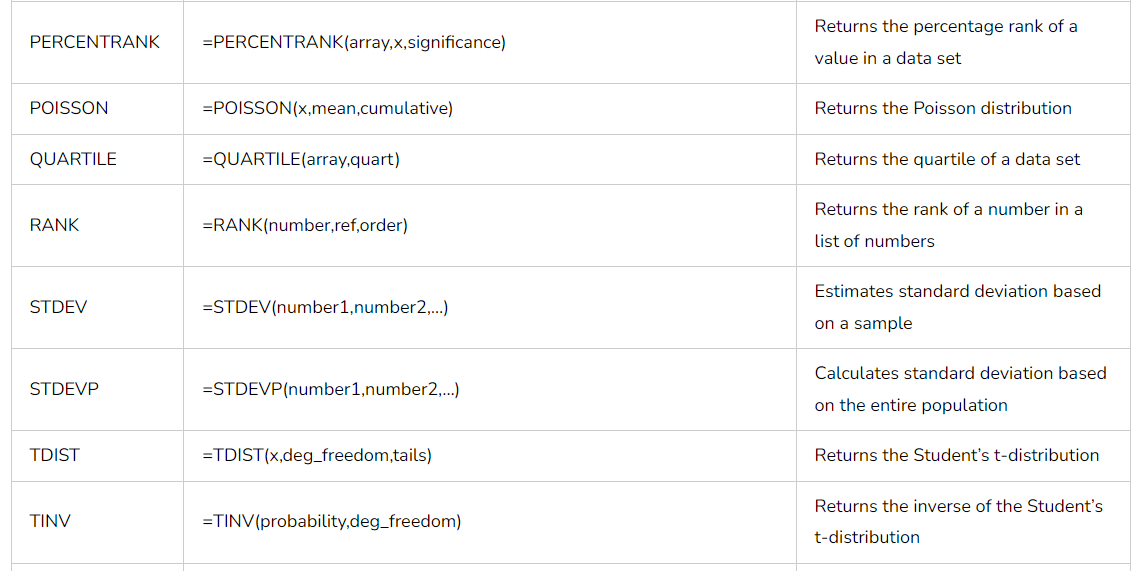 PERCENTRANK
=PERCENTRANK(array,x,significance)
Returns the percentage rank of a
value in a data set
POISSON
=POISSON(x,mean,cumulative)
Returns the Poisson distribution
QUARTILE
=QUARTILE(array,quart)
Returns the quartile of a data set
RANK
=RANK(number,ref,order)
Returns the rank of a number in a
list of numbers
STDEV
=STDEV(number1,number2,...)
Estimates standard deviation based
on a sample
STDEVP
=STDEVP(number1,number2,...)
Calculates standard deviation based
on the entire population
TDIST
=TDIST(x,deg_freedom,tails)
Returns the Student’s t-distribution
TINV
=TINV(probability,deg_freedom)
Returns the inverse of the Student’s
t-distribution